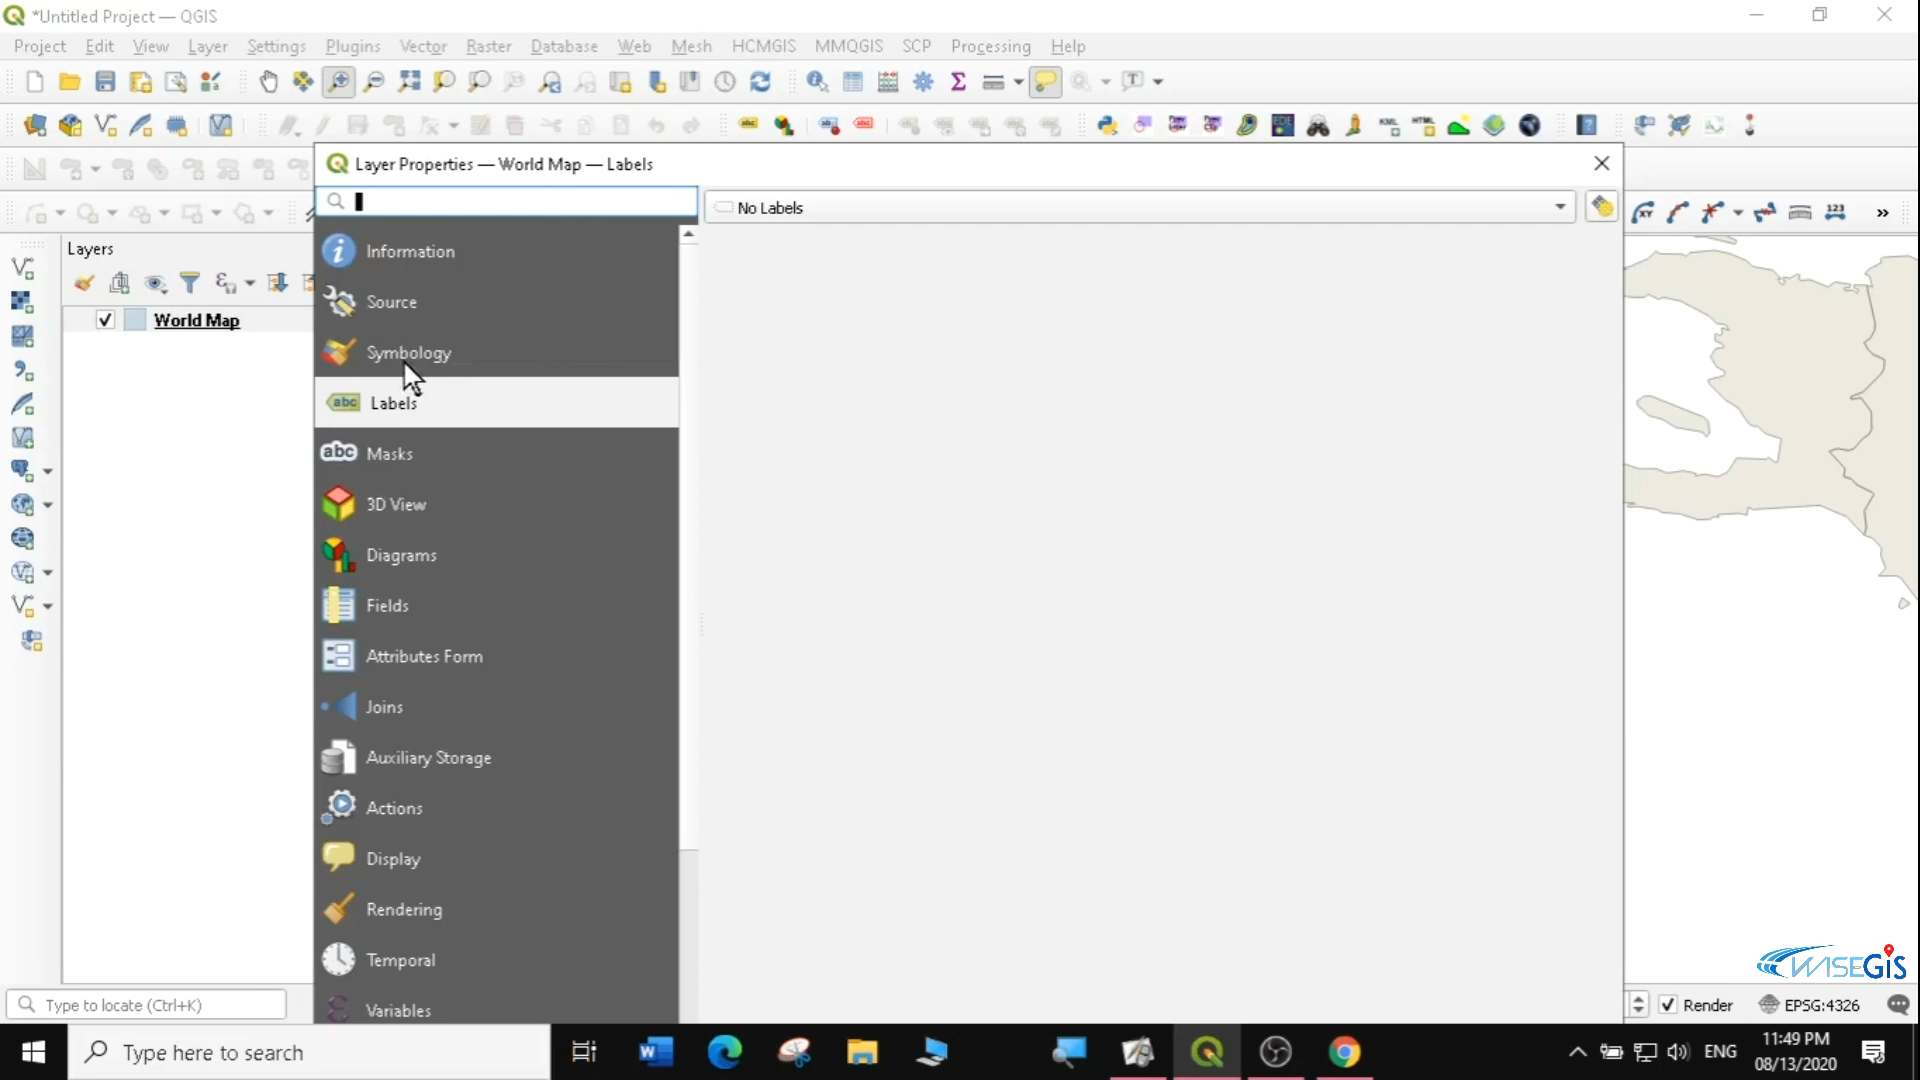 *Untitled Project — QGIS
Project Edit View Layer Settings Plugins Vector Raster Database Web Mesh HCMGIS MMQGIS SCP Processing Help
Layer Properties — World Map — Labels
No Labels
Information
Source
Symbology
abc Labels
abc Masks
3D View
Diagrams
Fields
Attributes Form
Joins
Auxiliary Storage
Actions
Display
Rendering
Temporal
Variables
Layers
World Map
WISEGIS
Type to locate (Ctrl+K)
Render
EPSG:4326
Type here to search
ENG
11:49 PM
08/13/2020